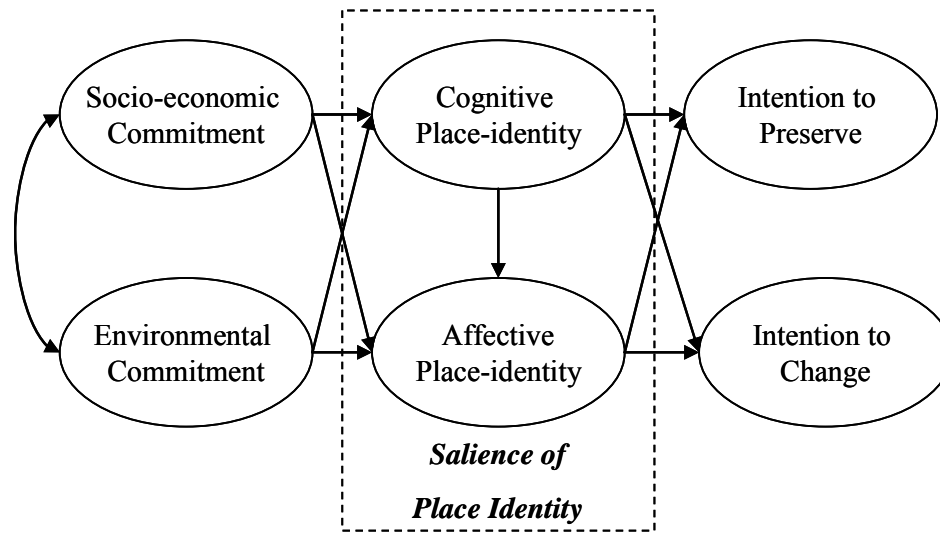 Socio-economic
Commitment
Cognitive
Place-identity
Intention to
Preserve
Environmental
Commitment
Affective
Place-identity
Intention to
Change
Salience of
Place Identity